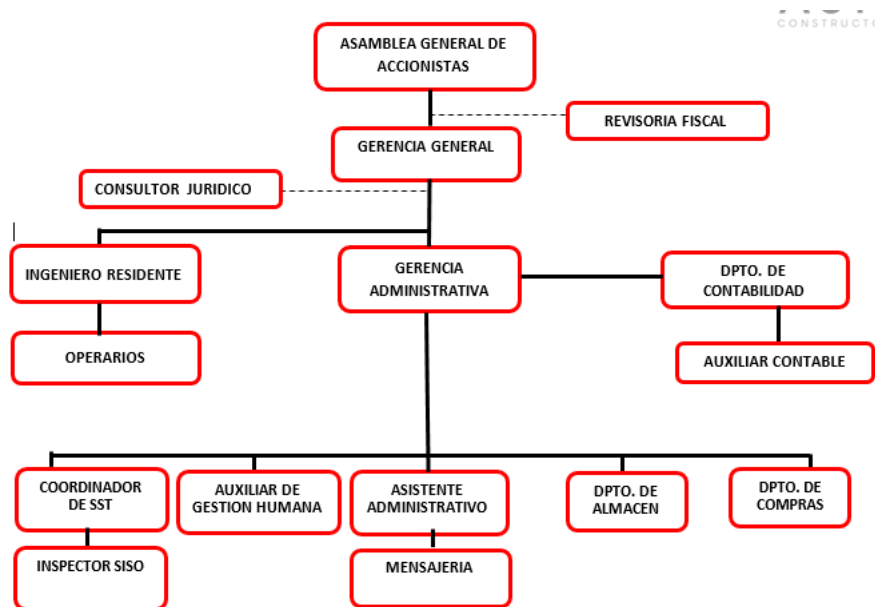 CONSTRUCTO
ASAMBLEA GENERAL DE
ACCIONISTAS
REVISORIA FISCAL
GERENCIA GENERAL
CONSULTOR JURIDICO
INGENIERO RESIDENTE
GERENCIA
ADMINISTRATIVA
DPTO. DE
CONTABILIDAD
OPERARIOS
AUXILIAR CONTABLE
COORDINADOR
DE SST
AUXILIAR DE
GESTION HUMANA
ASISTENTE
ADMINISTRATIVO
DPTO. DE
ALMACEN
DPTO. DE
COMPRAS
INSPECTOR SISO
MENSAJERIA